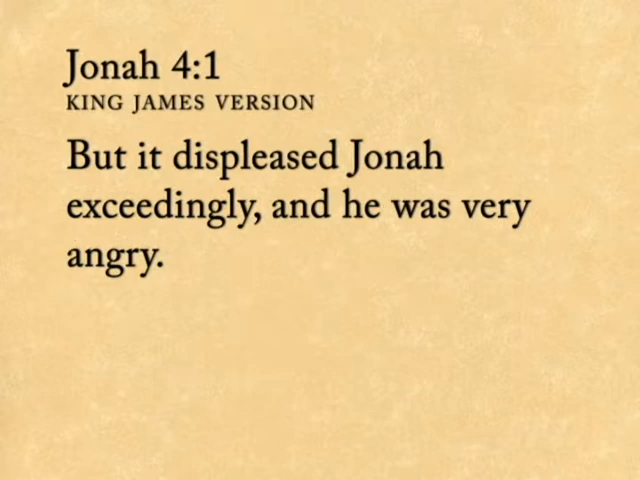 Jonah 4:1
KING JAMES VERSION
But it displeased Jonah
exceedingly, and he was very
angry.